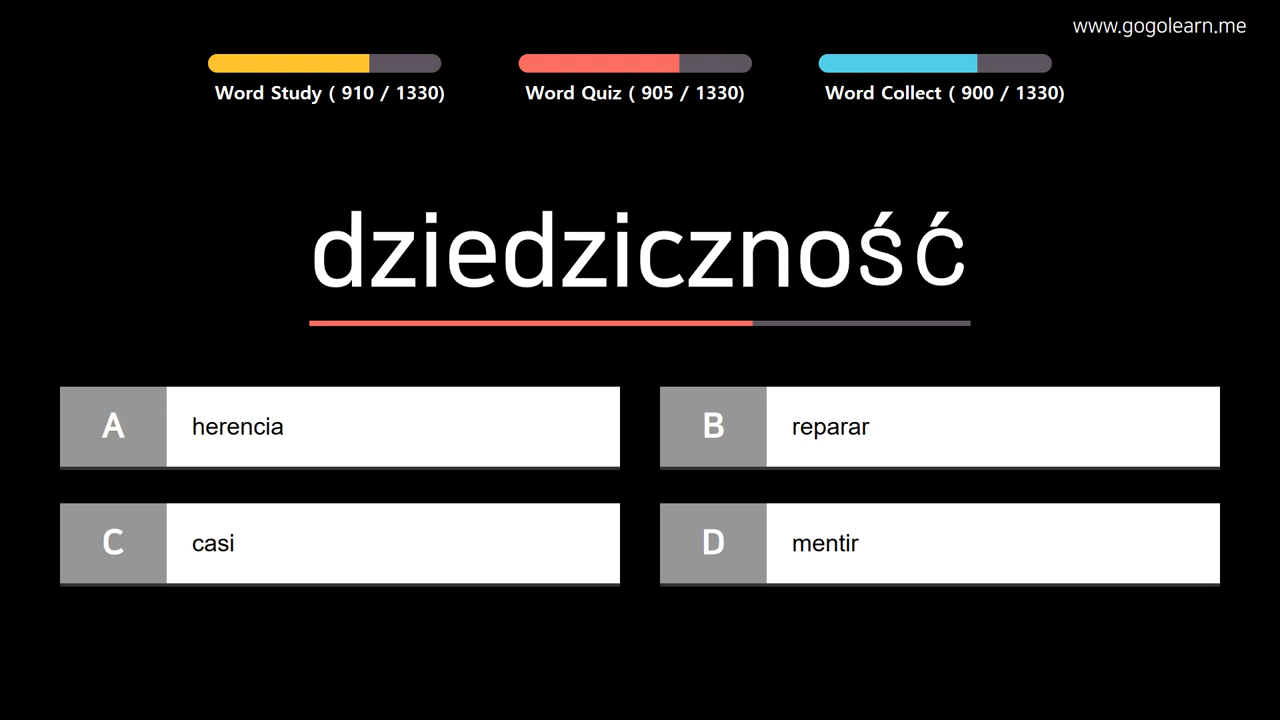 www.gogolearn.me
Word Study ( 910 / 1330)
Word Quiz ( 905 / 1330)
Word Collect ( 900 / 1330)
dziedziczność
A herencia
B reparar
C casi
D mentir